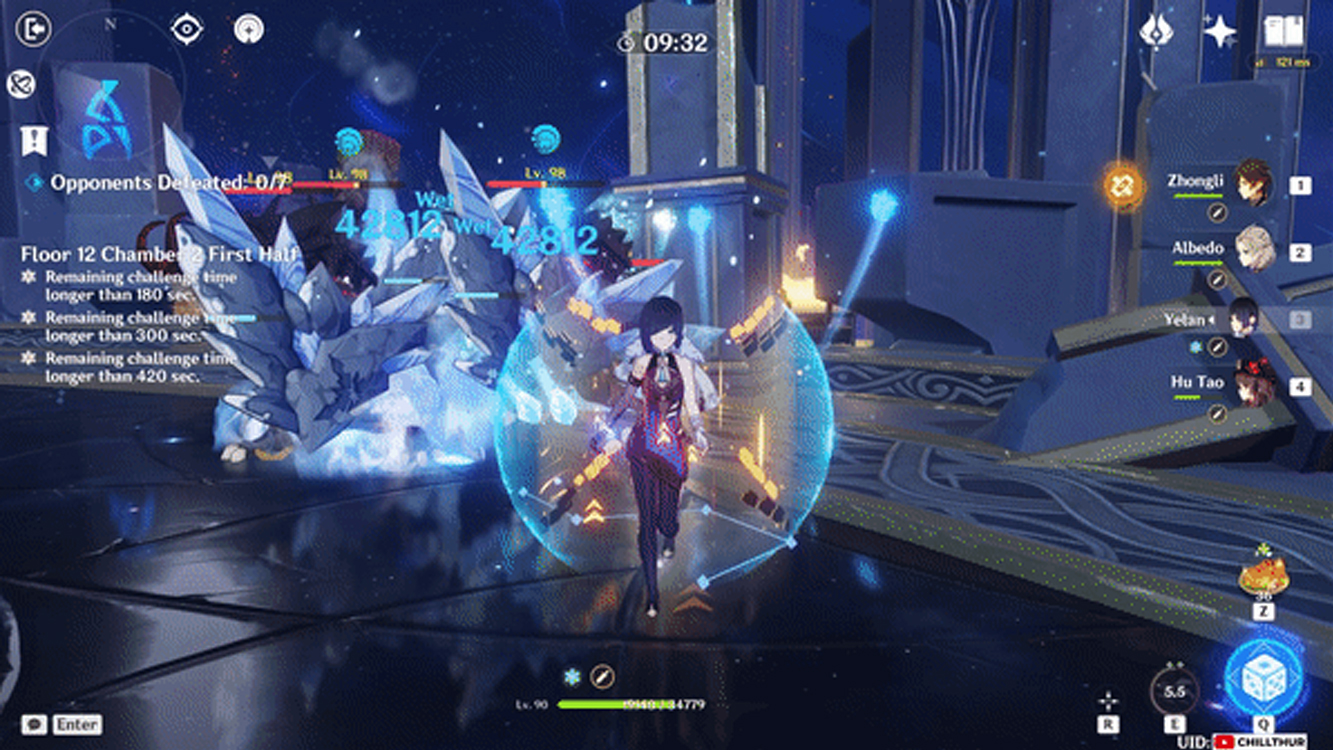 N
09:32
121 ms
Lv. 98
Lv. 98
Opponents Defeated: 0/7
Wet
42812
Wet
42812
Floor 12 Chamber 2 First Half
Remaining challenge time
longer than 180 sec.
Remaining challenge time
longer than 300 sec.
Remaining challenge time
longer than 420 sec.
Zhongli
1
Albedo
2
Yelan
3
Hu Tao
4
36
Z
Lv. 90
5.5
R
E
Q
Enter
UID:
CHILLTHUR